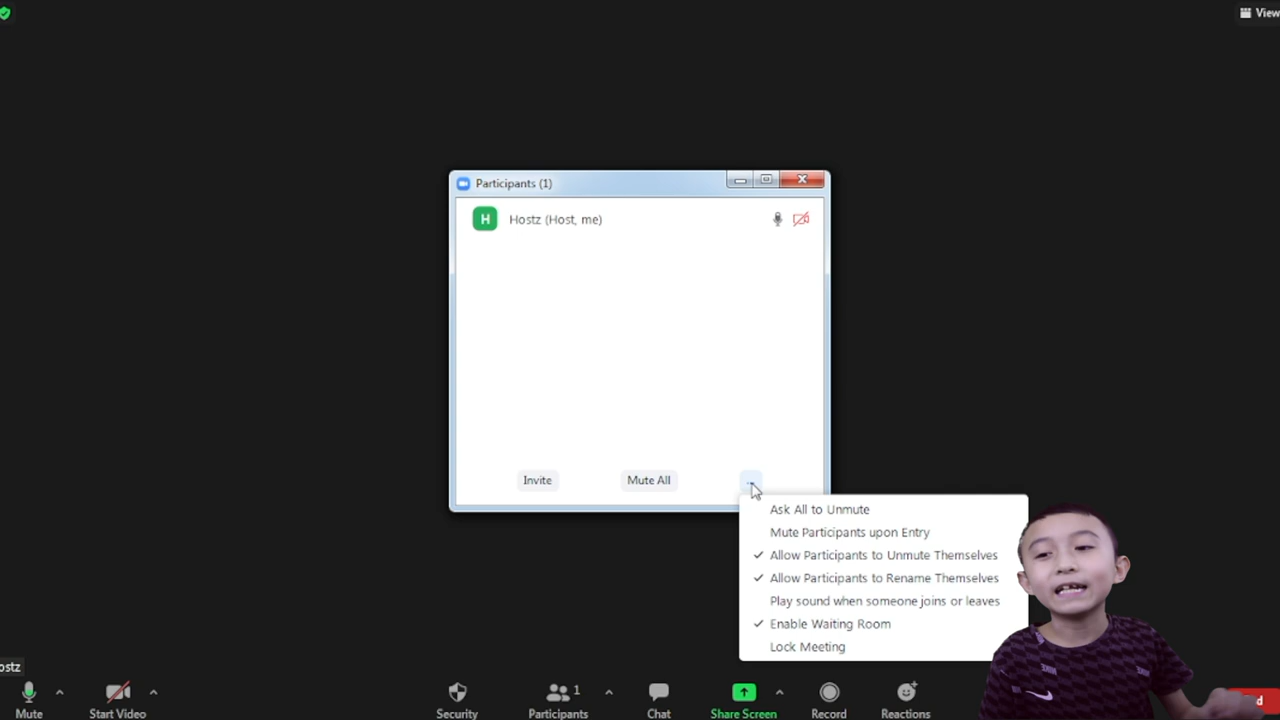 View
Participants (1)
H
Hostz (Host, me)
Invite
Mute All
...
Ask All to Unmute
Mute Participants upon Entry
Allow Participants to Unmute Themselves
Allow Participants to Rename Themselves
Play sound when someone joins or leaves
Enable Waiting Room
Lock Meeting
ostz
Mute
Start Video
Security
Participants
1
Chat
Share Screen
Record
Reactions
d